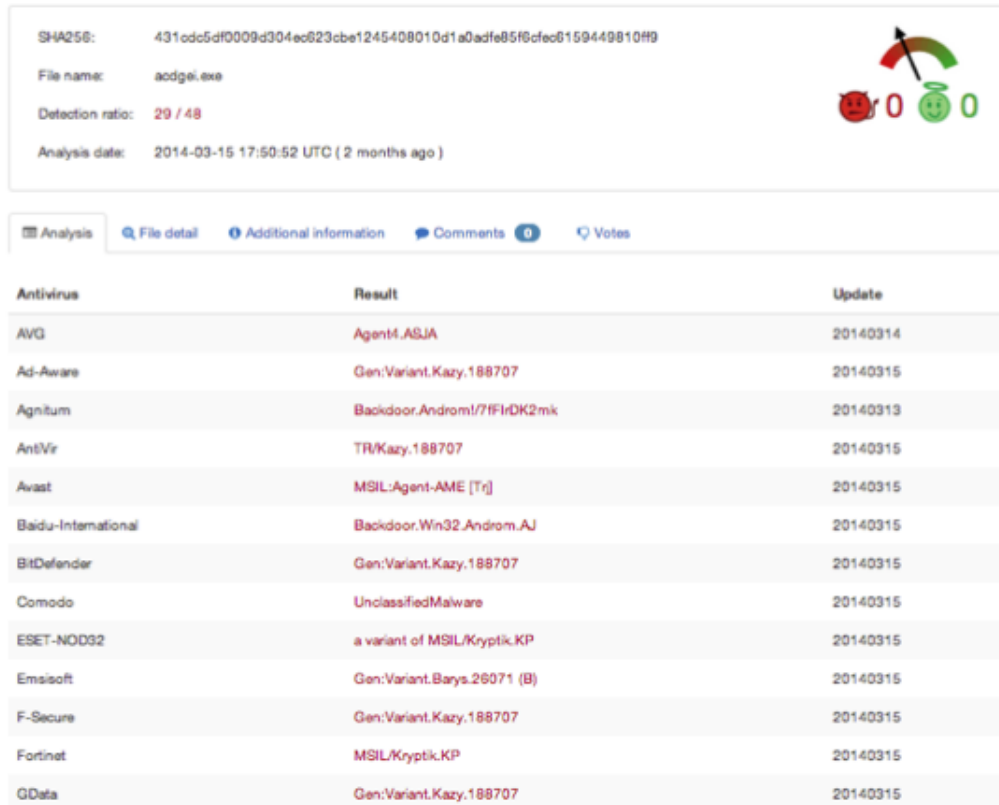 SHA256: 431cdc5df0009d304ec623cbe1245408010d1a0adfe85f6cfec6159449810ff9
File name: acdgei.exe
Detection ratio: 29 / 48
Analysis date: 2014-03-15 17:50:52 UTC ( 2 months ago )
0 0
Analysis File detail Additional information Comments 0 Votes
Antivirus Result Update
AVG Agent4.ASJA 20140314
Ad-Aware Gen:Variant.Kazy.188707 20140315
Agnitum Backdoor.Androm!/7fFIrDK2mk 20140313
AntiVir TR/Kazy.188707 20140315
Avast MSIL:Agent-AME [Trj] 20140315
Baidu-International Backdoor.Win32.Androm.AJ 20140315
BitDefender Gen:Variant.Kazy.188707 20140315
Comodo UnclassifiedMalware 20140315
ESET-NOD32 a variant of MSIL/Kryptik.KP 20140315
Emsisoft Gen:Variant.Barys.26071 (B) 20140315
F-Secure Gen:Variant.Kazy.188707 20140315
Fortinet MSIL/Kryptik.KP 20140315
GData Gen:Variant.Kazy.188707 20140315